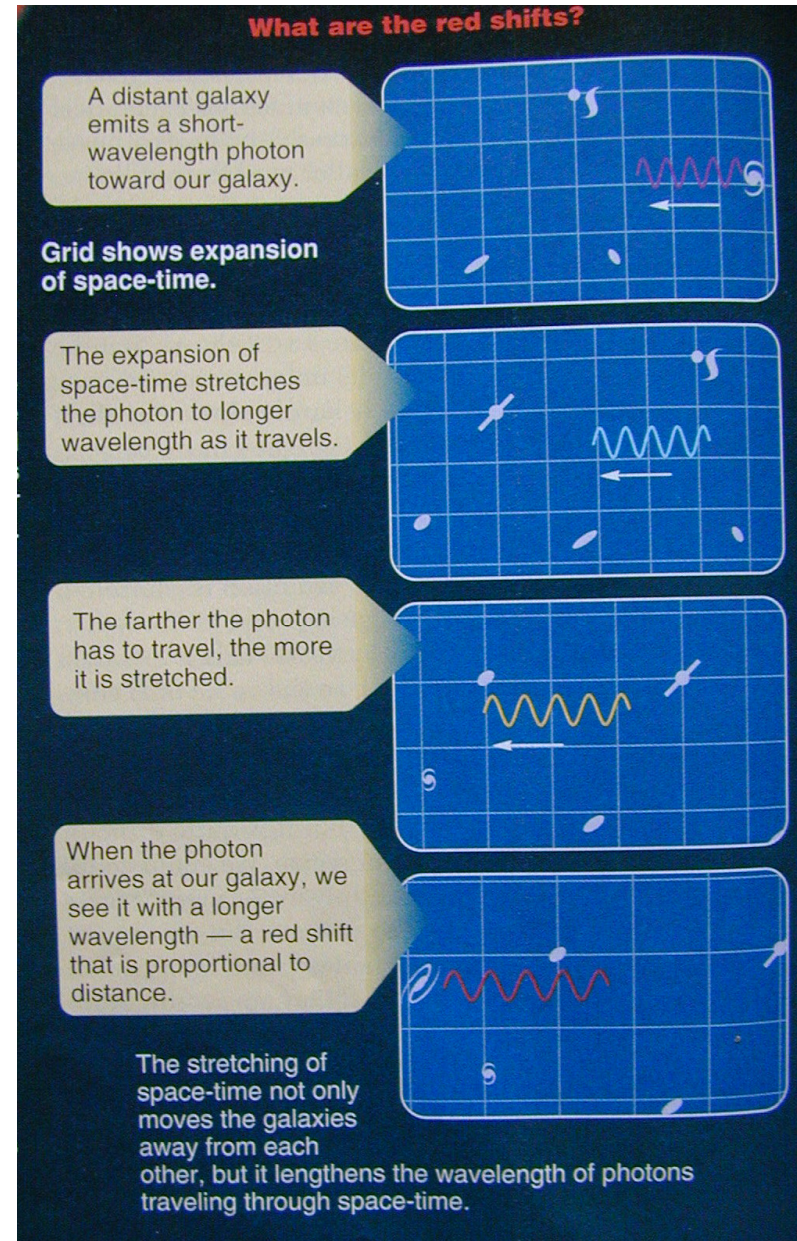 What are the red shifts?
A distant galaxy
emits a short-
wavelength photon
toward our galaxy.
Grid shows expansion
of space-time.
The expansion of
space-time stretches
the photon to longer
wavelength as it travels.
The farther the photon
has to travel, the more
it is stretched.
When the photon
arrives at our galaxy, we
see it with a longer
wavelength — a red shift
that is proportional to
distance.
The stretching of
space-time not only
moves the galaxies
away from each
other, but it lengthens the wavelength of photons
traveling through space-time.